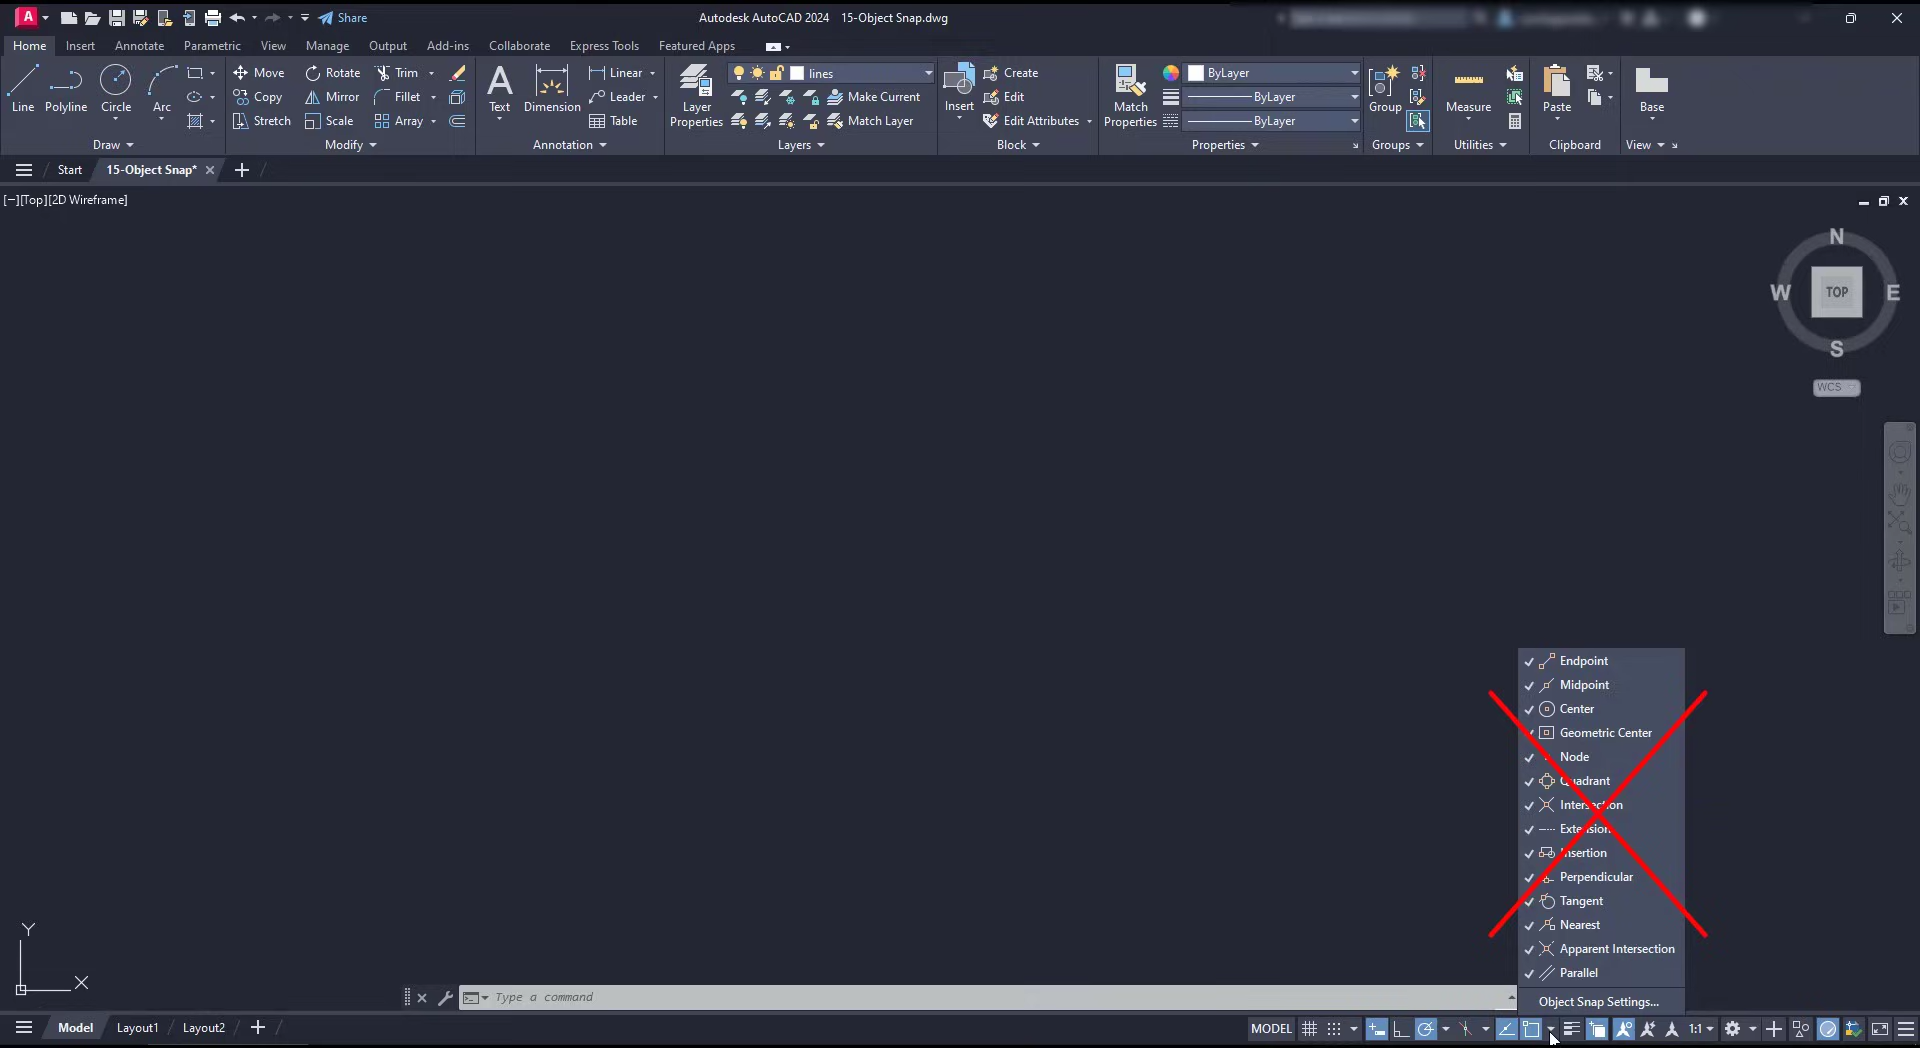 A Share Autodesk AutoCAD 2024 15-Object Snap.dwg
Home Insert Annotate Parametric View Manage Output Add-ins Collaborate Express Tools Featured Apps
Line Polyline Circle Arc
Move Rotate Trim
Copy Mirror Fillet
Stretch Scale Array
Text Dimension
Linear
Leader
Table
Layer Properties
lines
Make Current
Match Layer
Insert
Create
Edit
Edit Attributes
Match Properties
ByLayer
ByLayer
ByLayer
Group
Measure
Paste
Base
Draw Modify Annotation Layers Block Properties Groups Utilities Clipboard View
Start 15-Object Snap* +
[−][Top][2D Wireframe]
N
W TOP E
S
WCS
Endpoint
Midpoint
Center
Geometric Center
Node
Quadrant
Intersection
Extension
Insertion
Perpendicular
Tangent
Nearest
Apparent Intersection
Parallel
Object Snap Settings...
Y
X
Type a command
Model Layout1 Layout2 + MODEL 1:1